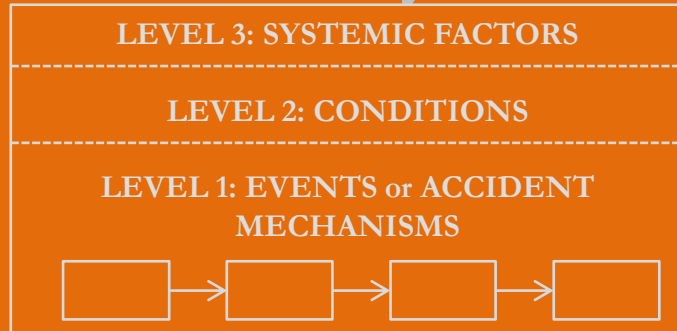 LEVEL 3: SYSTEMIC FACTORS
LEVEL 2: CONDITIONS
LEVEL 1: EVENTS or ACCIDENT
MECHANISMS